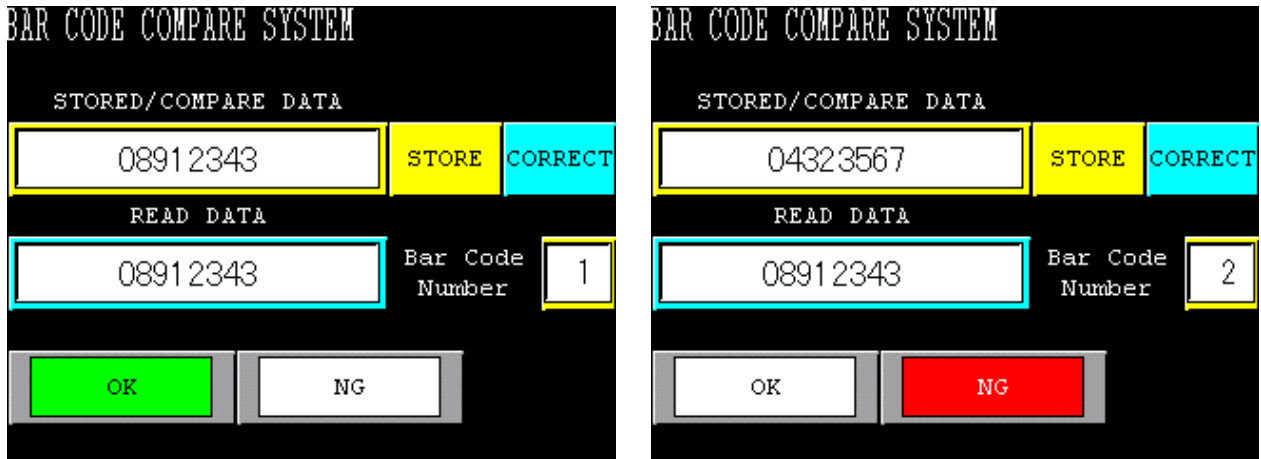 BAR CODE COMPARE SYSTEM
STORED/COMPARE DATA
08912343 STORE CORRECT
READ DATA
08912343 Bar Code Number 1
OK NG
BAR CODE COMPARE SYSTEM
STORED/COMPARE DATA
04323567 STORE CORRECT
READ DATA
08912343 Bar Code Number 2
OK NG